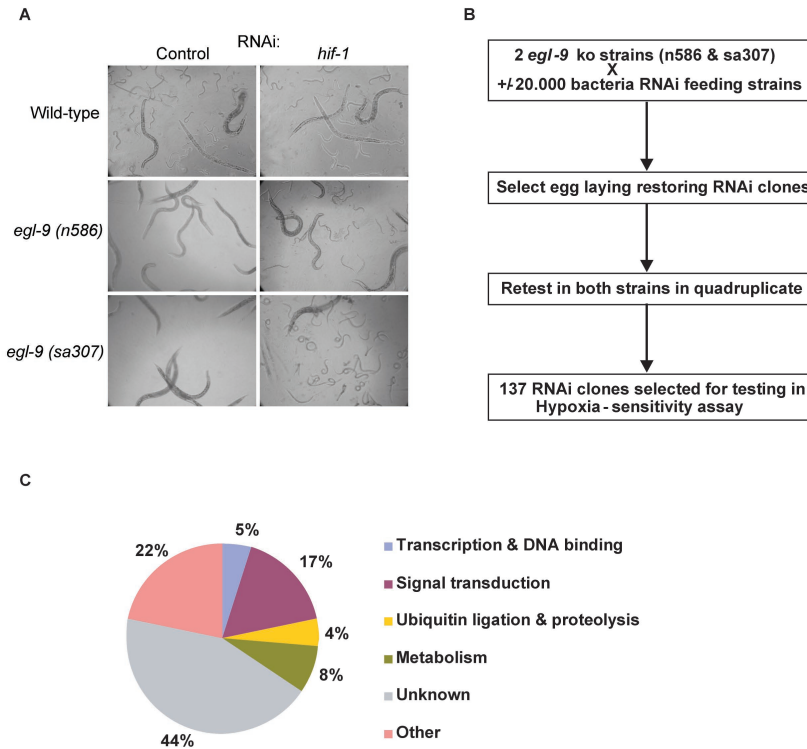 A
RNAi:
Control
hif-1
Wild-type
egl-9 (n586)
egl-9 (sa307)
B
2 egl-9 ko strains (n586 & sa307)
X
+/-20.000 bacteria RNAi feeding strains
Select egg laying restoring RNAi clones
Retest in both strains in quadruplicate
137 RNAi clones selected for testing in
Hypoxia-sensitivity assay
C
5%
17%
4%
8%
44%
22%
Transcription & DNA binding
Signal transduction
Ubiquitin ligation & proteolysis
Metabolism
Unknown
Other